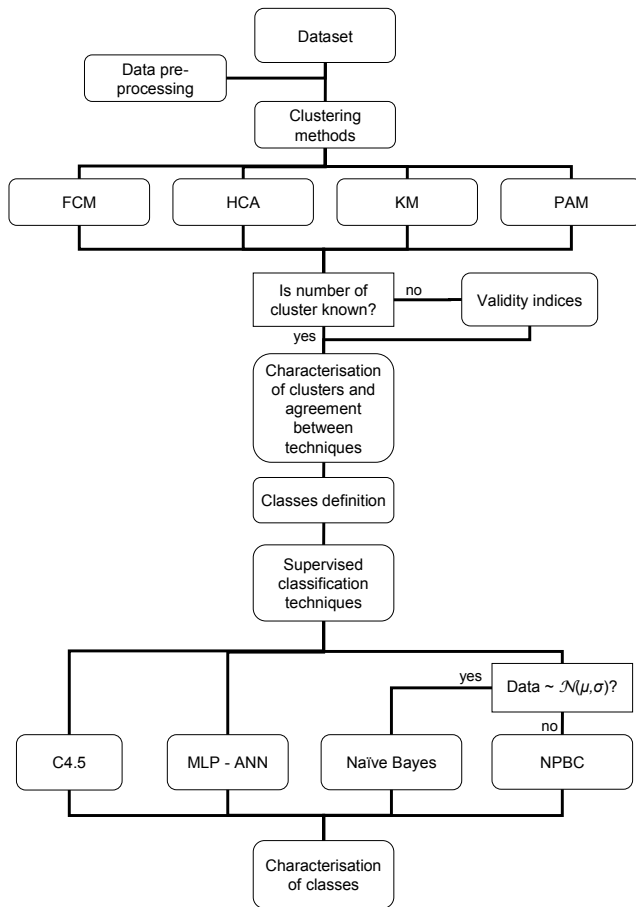 Dataset
Data pre-
processing
Clustering
methods
FCM
HCA
KM
PAM
Is number of
cluster known?
no
Validity indices
yes
Characterisation
of clusters and
agreement
between
techniques
Classes definition
Supervised
classification
techniques
yes
Data ~ 𝒩(μ,σ)?
no
C4.5
MLP - ANN
Naïve Bayes
NPBC
Characterisation
of classes